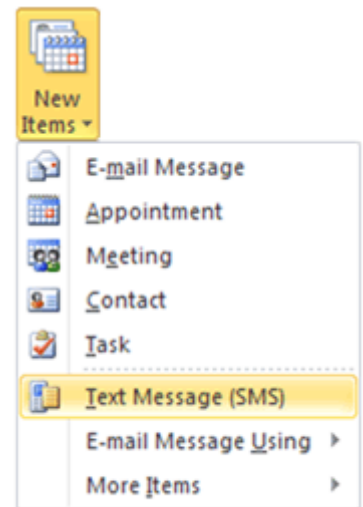 New
Items
E-mail Message
Appointment
Meeting
Contact
Task
Text Message (SMS)
E-mail Message Using
More Items